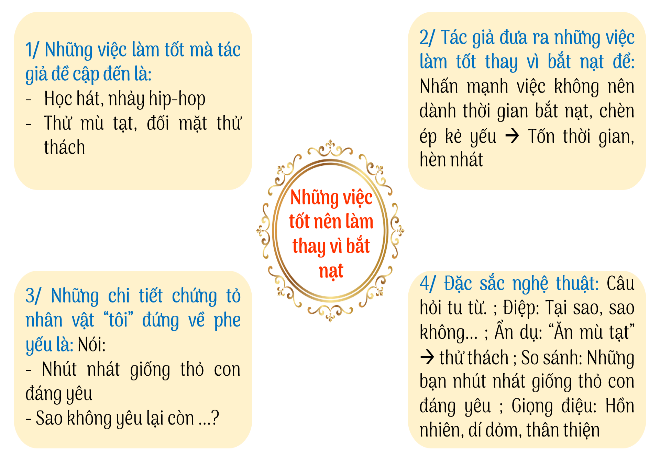 1/ Những việc làm tốt mà tác
giả đề cập đến là:
- Học hát, nhảy hip-hop
- Thử mù tạt, đối mặt thử
thách
2/ Tác giả đưa ra những việc
làm tốt thay vì bắt nạt để:
Nhấn mạnh việc không nên
dành thời gian bắt nạt, chèn
ép kẻ yếu → Tốn thời gian,
hèn nhát
Những việc
tốt nên làm
thay vì bắt
nạt
3/ Những chi tiết chứng tỏ
nhân vật “tôi” đứng về phe
yếu là: Nói:
- Nhút nhát giống thỏ con
đáng yêu
- Sao không yêu lại còn ...?
4/ Đặc sắc nghệ thuật: Câu
hỏi tu từ. ; Điệp: Tại sao, sao
không... ; Ẩn dụ: “Ăn mù tạt”
→ thử thách ; So sánh: Những
bạn nhút nhát giống thỏ con
đáng yêu ; Giọng điệu: Hồn
nhiên, dí dỏm, thân thiện